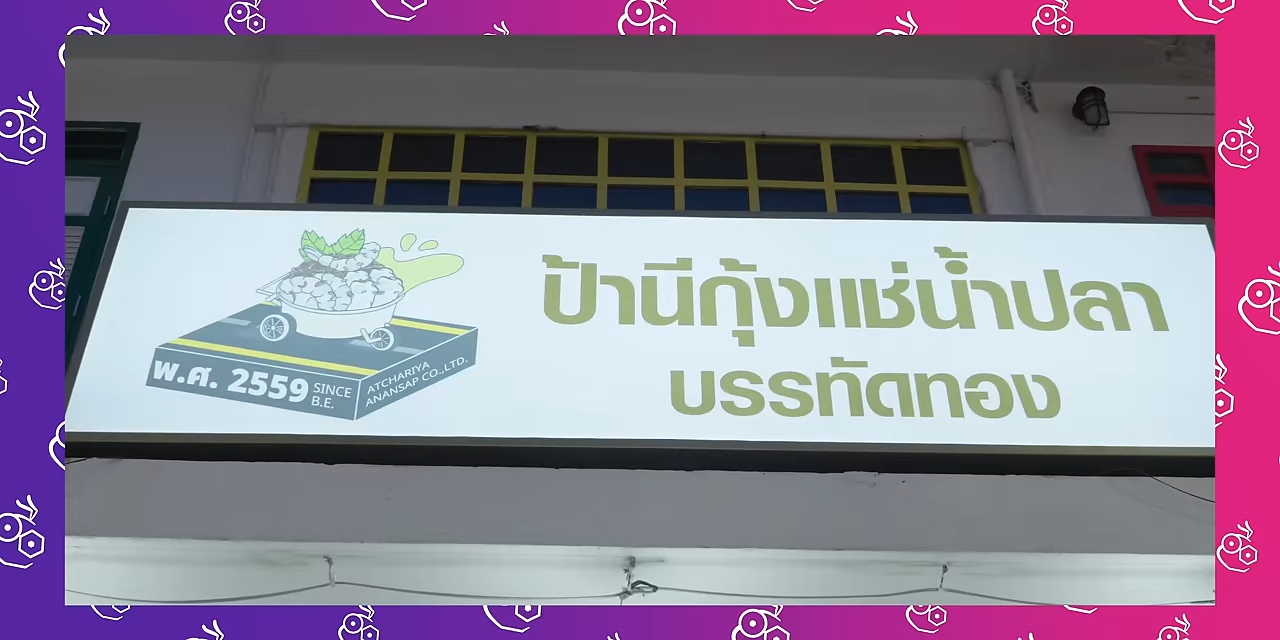 ป้านีกุ้งแช่น้ำปลา
บรรทัดทอง
พ.ศ. 2559 SINCE B.E.
ATCHARIYA
ANANSAP CO.,LTD.